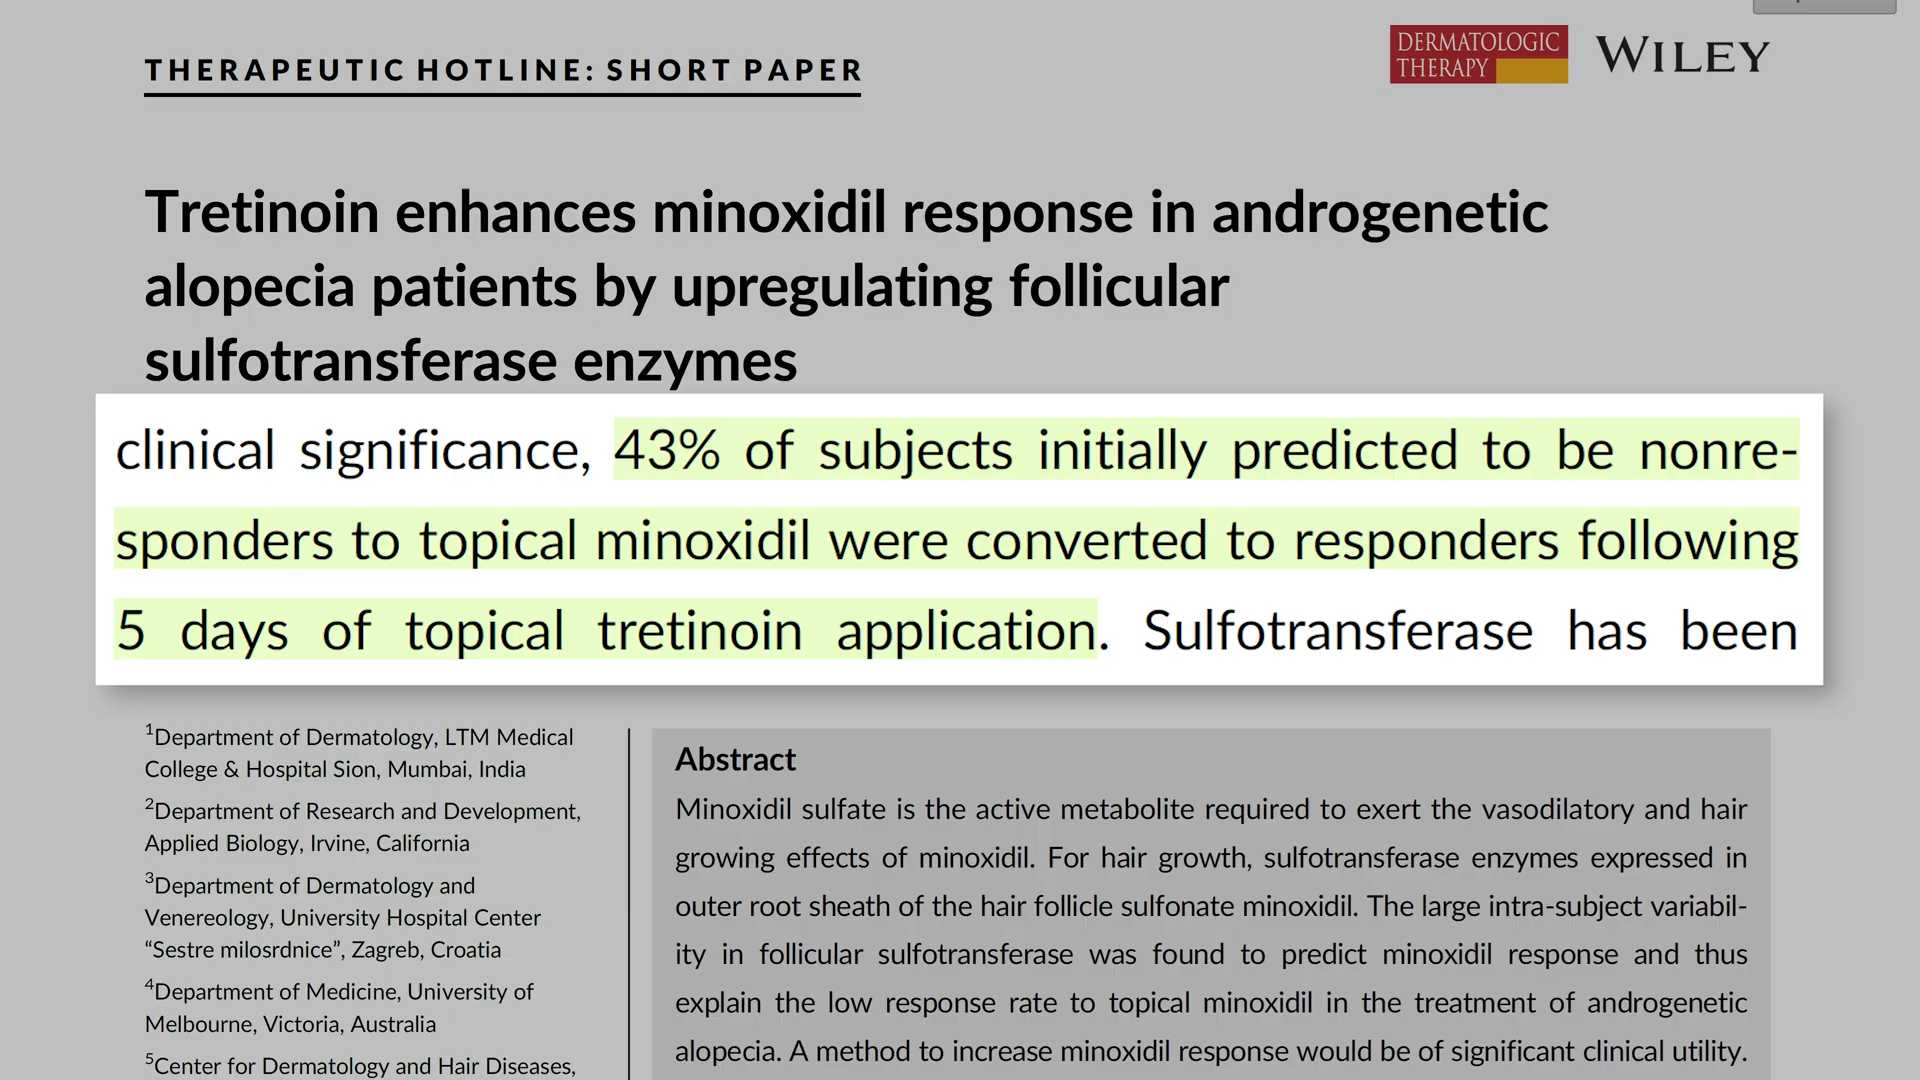 THERAPEUTIC HOTLINE: SHORT PAPER
DERMATOLOGIC
THERAPY
WILEY
Tretinoin enhances minoxidil response in androgenetic
alopecia patients by upregulating follicular
sulfotransferase enzymes
clinical significance, 43% of subjects initially predicted to be nonre-
sponders to topical minoxidil were converted to responders following
5 days of topical tretinoin application. Sulfotransferase has been
1Department of Dermatology, LTM Medical
College & Hospital Sion, Mumbai, India
2Department of Research and Development,
Applied Biology, Irvine, California
3Department of Dermatology and
Venereology, University Hospital Center
“Sestre milosrdnice”, Zagreb, Croatia
4Department of Medicine, University of
Melbourne, Victoria, Australia
5Center for Dermatology and Hair Diseases,
Abstract
Minoxidil sulfate is the active metabolite required to exert the vasodilatory and hair
growing effects of minoxidil. For hair growth, sulfotransferase enzymes expressed in
outer root sheath of the hair follicle sulfonate minoxidil. The large intra-subject variabil-
ity in follicular sulfotransferase was found to predict minoxidil response and thus
explain the low response rate to topical minoxidil in the treatment of androgenetic
alopecia. A method to increase minoxidil response would be of significant clinical utility.